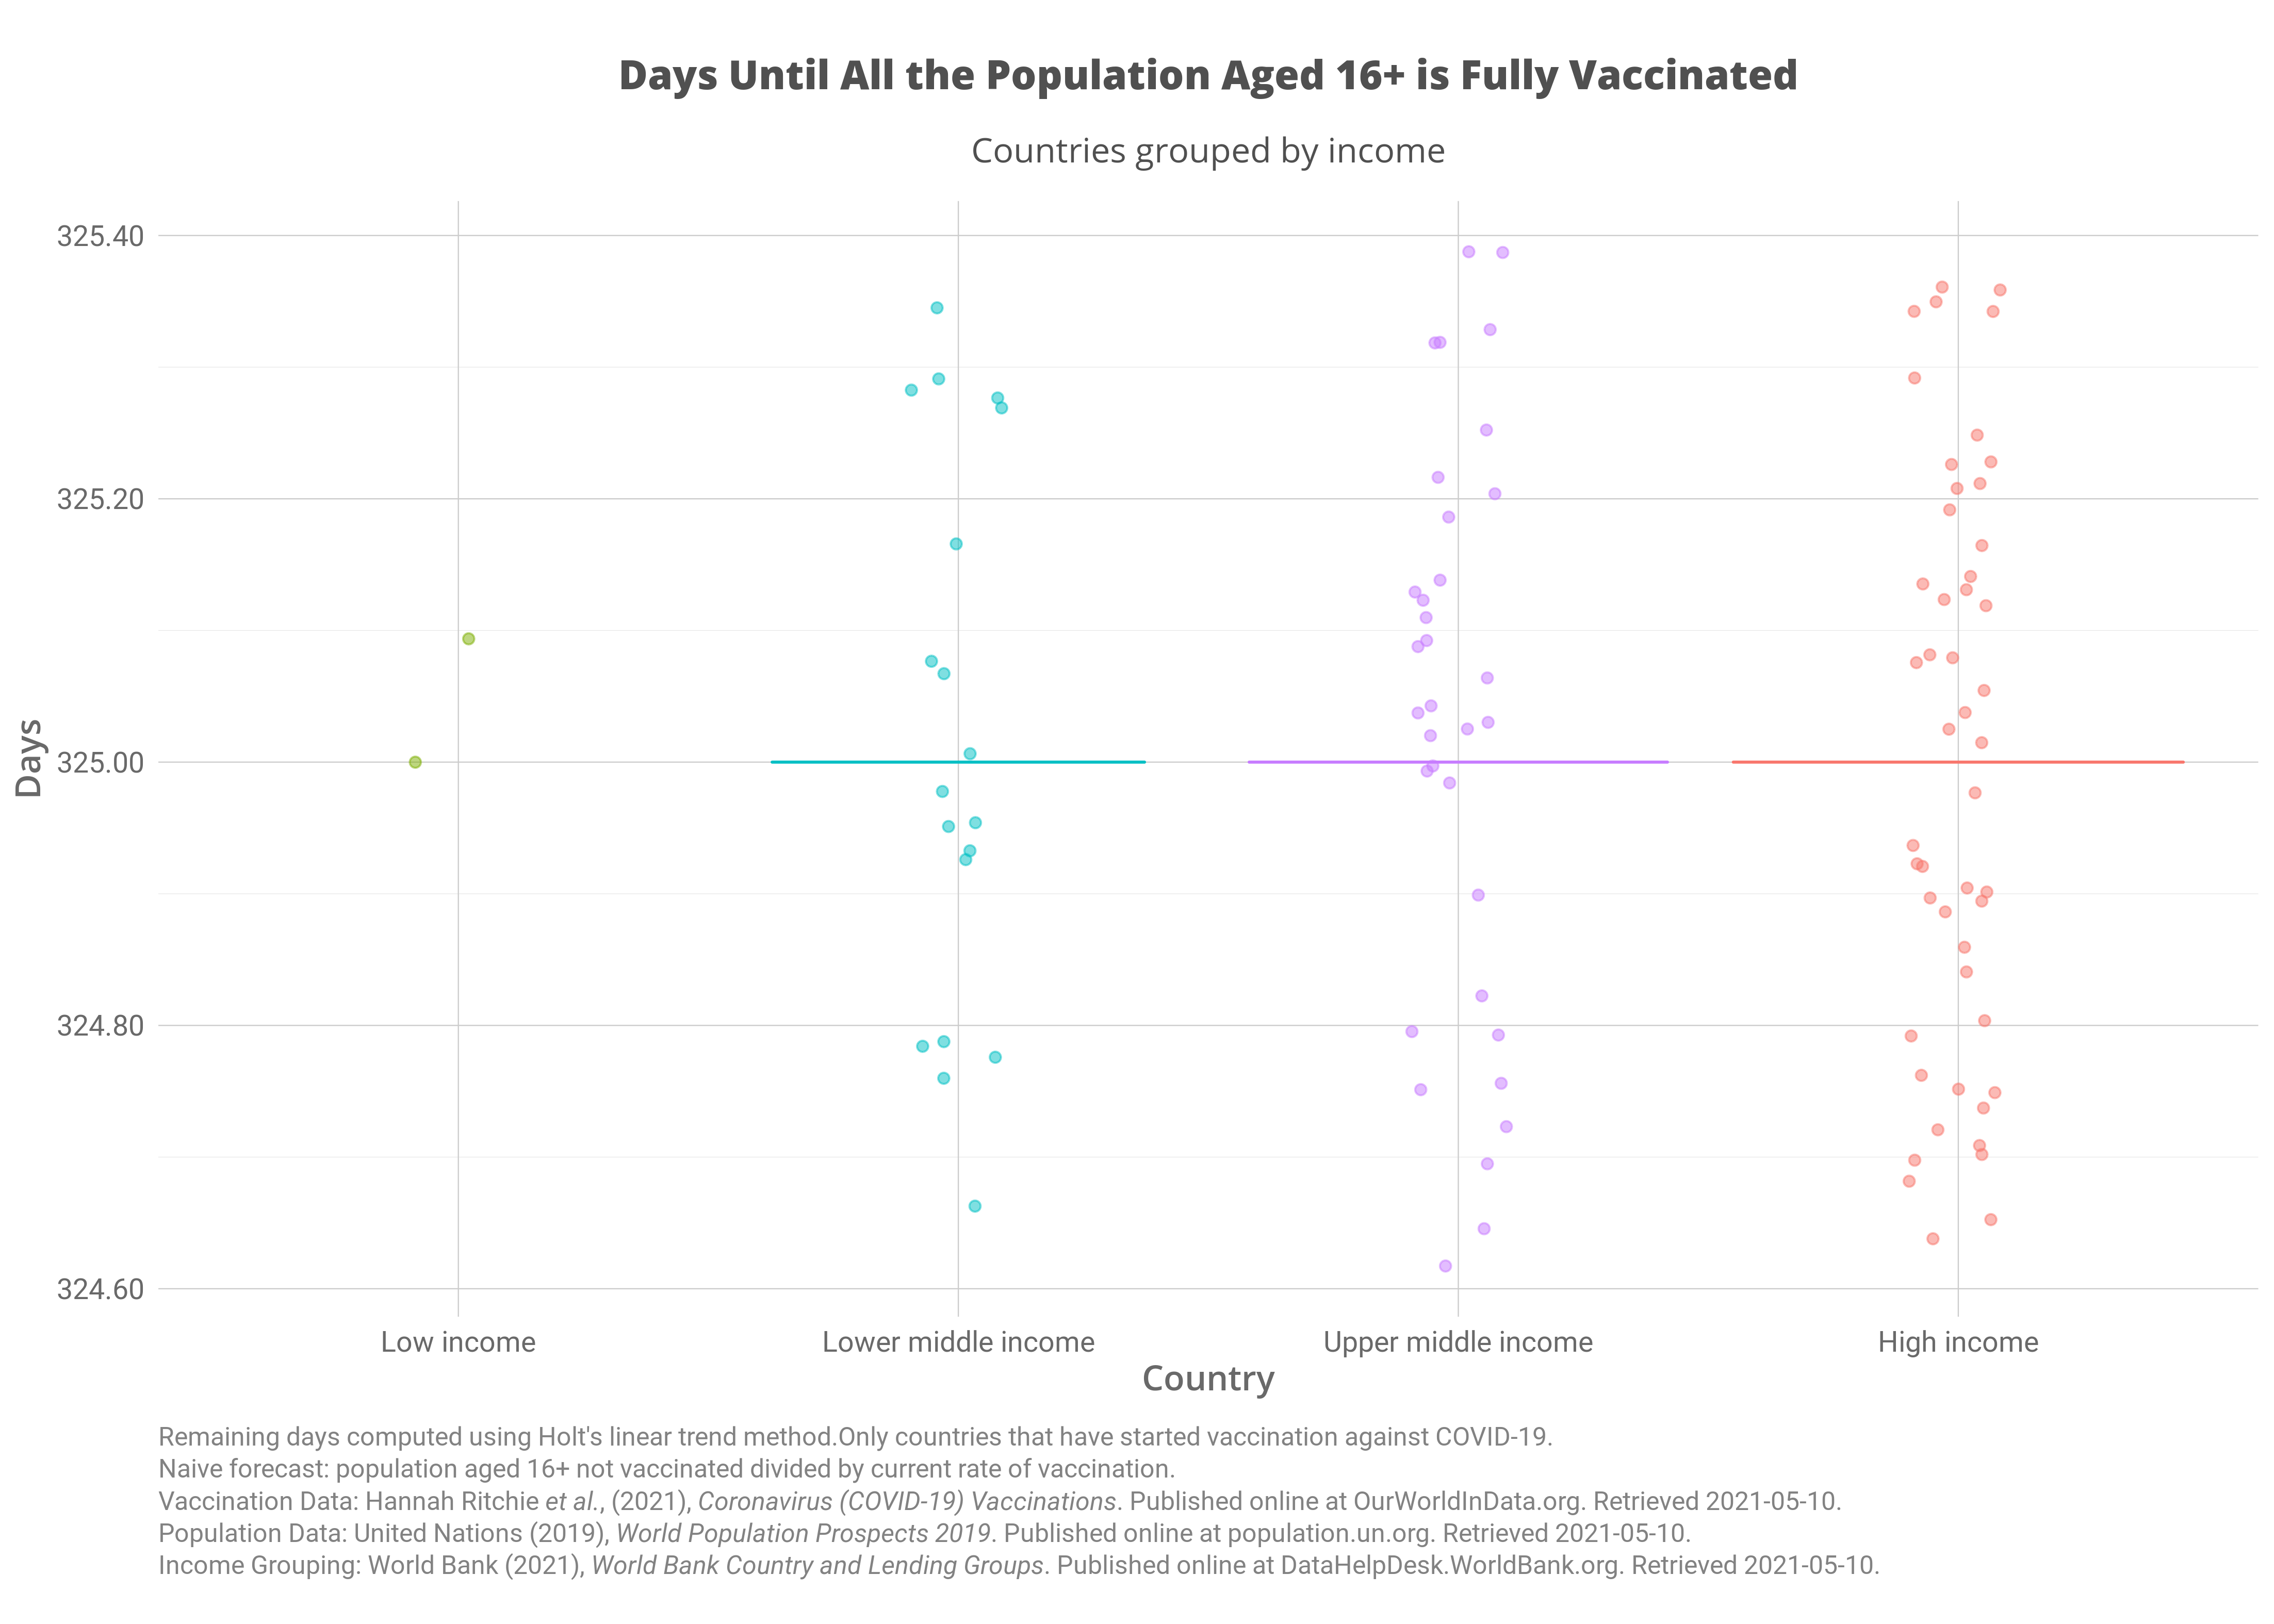 Days Until All the Population Aged 16+ is Fully Vaccinated
Countries grouped by income
325.40
325.20
325.00
324.80
324.60
Days
Low income
Lower middle income
Upper middle income
High income
Country
Remaining days computed using Holt's linear trend method.Only countries that have started vaccination against COVID-19.
Naive forecast: population aged 16+ not vaccinated divided by current rate of vaccination.
Vaccination Data: Hannah Ritchie et al., (2021), Coronavirus (COVID-19) Vaccinations. Published online at OurWorldInData.org. Retrieved 2021-05-10.
Population Data: United Nations (2019), World Population Prospects 2019. Published online at population.un.org. Retrieved 2021-05-10.
Income Grouping: World Bank (2021), World Bank Country and Lending Groups. Published online at DataHelpDesk.WorldBank.org. Retrieved 2021-05-10.